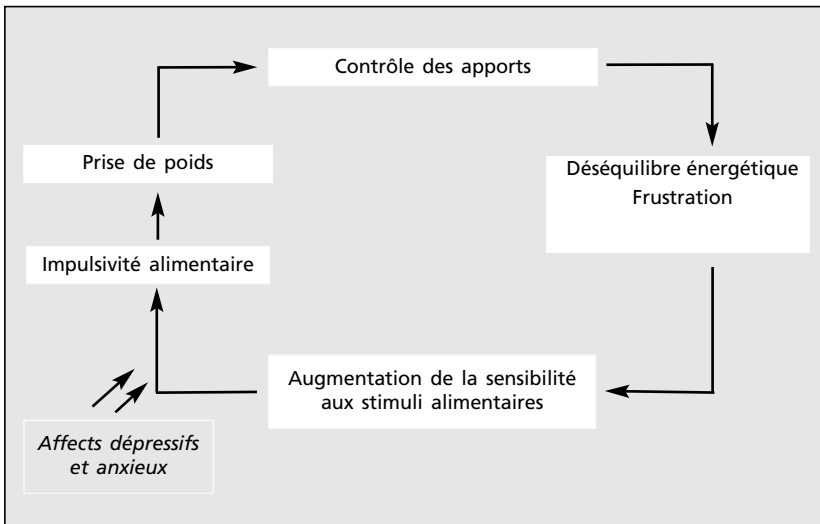 Contrôle des apports
Prise de poids
Déséquilibre énergétique
Frustration
Impulsivité alimentaire
Augmentation de la sensibilité
aux stimuli alimentaires
Affects dépressifs
et anxieux